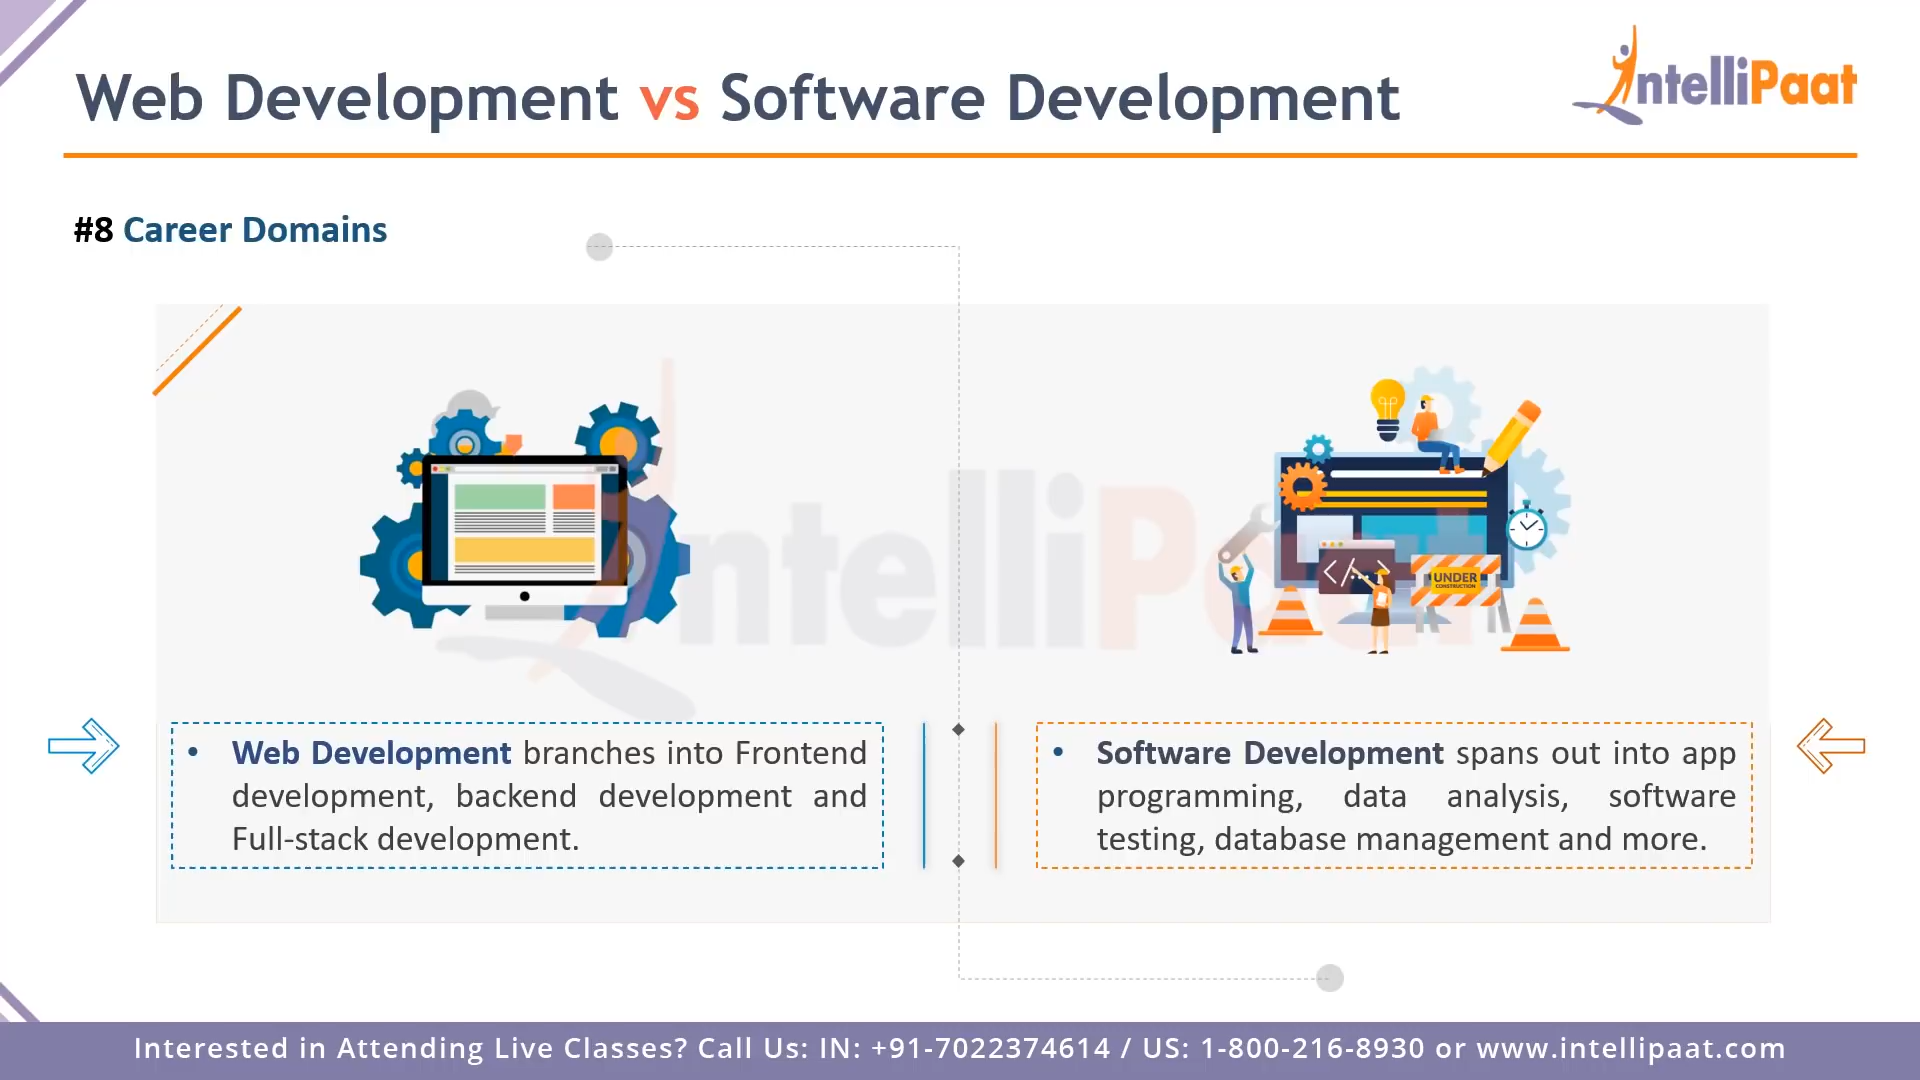 Web Development vs Software Development
IntelliPaat
#8 Career Domains
IntelliPaat
</>
UNDER
CONSTRUCTION
• Web Development branches into Frontend
development, backend development and
Full-stack development.
• Software Development spans out into app
programming, data analysis, software
testing, database management and more.
Interested in Attending Live Classes? Call Us: IN: +91-7022374614 / US: 1-800-216-8930 or www.intellipaat.com